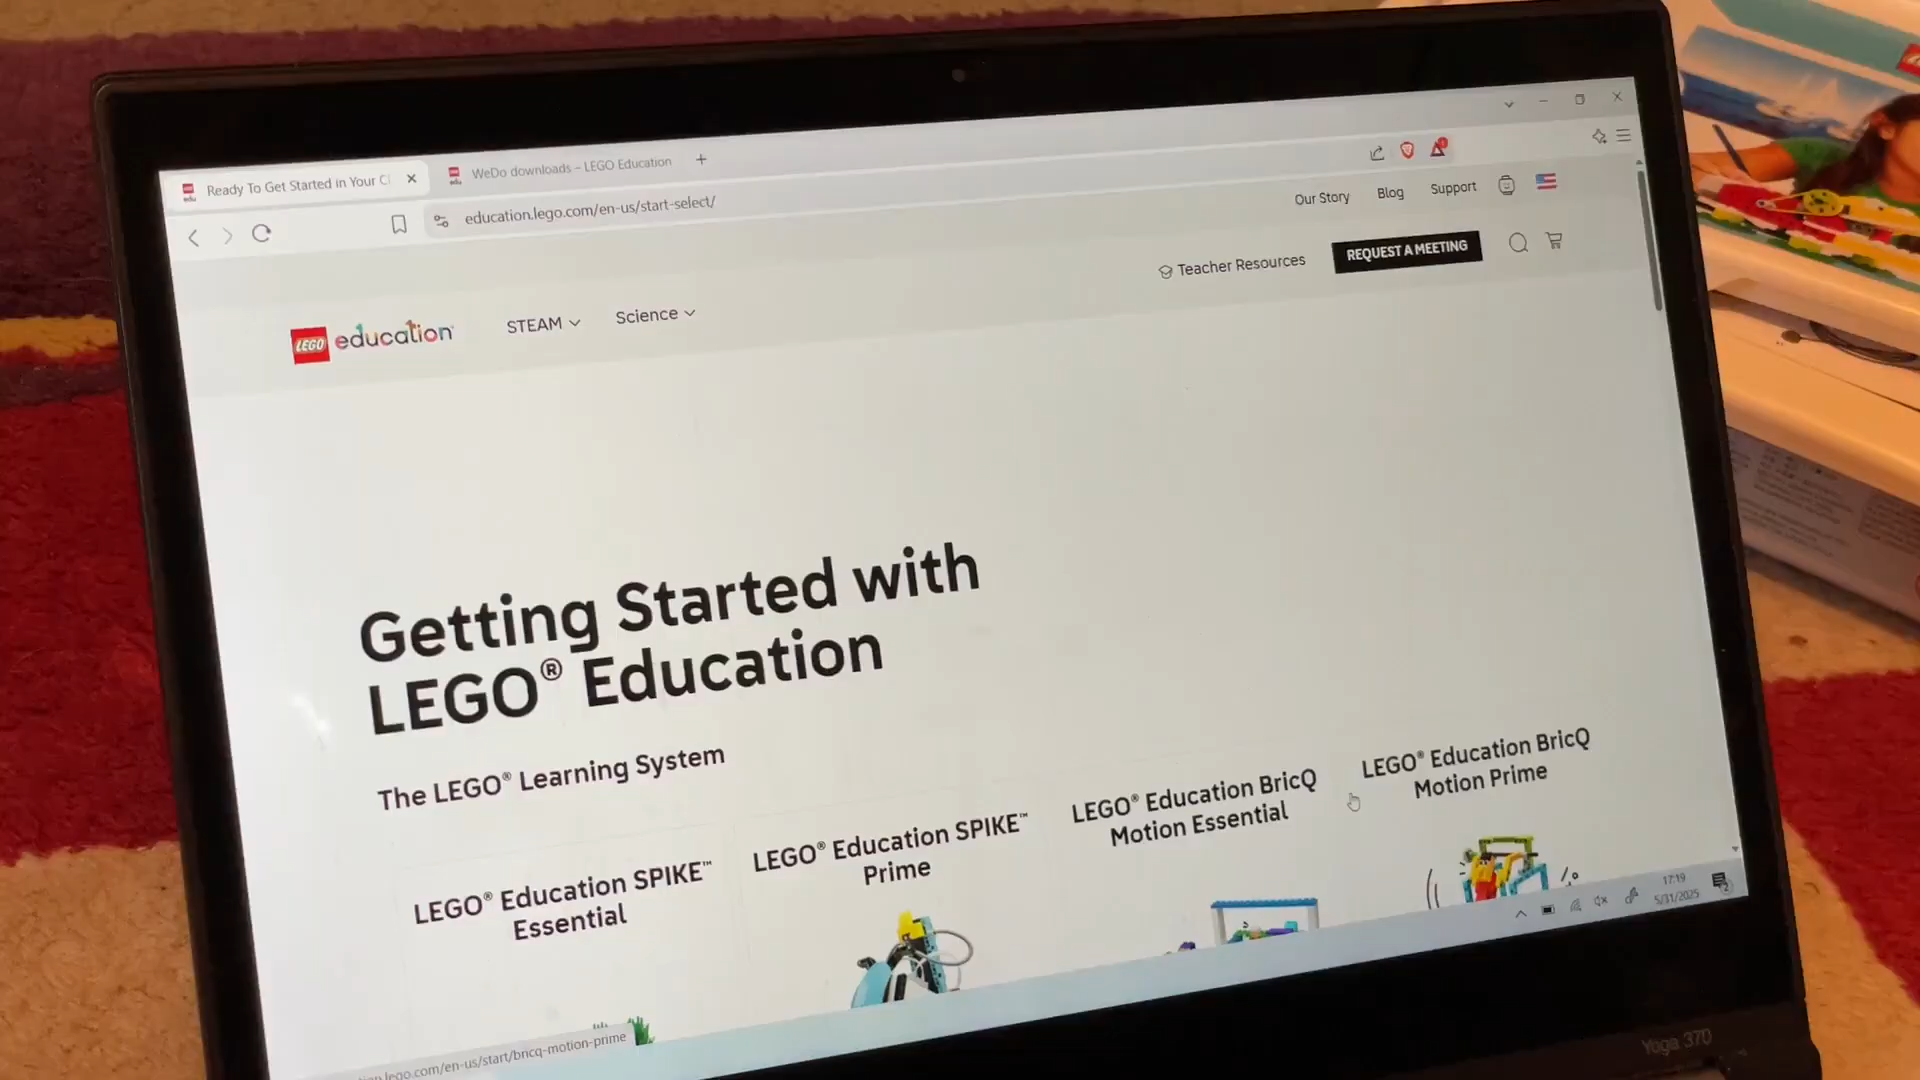 Ready To Get Started in Your Cl
WeDo downloads – LEGO Education
education.lego.com/en-us/start-select/
Our Story
Blog
Support
Teacher Resources
REQUEST A MEETING
LEGO education
STEAM
Science
Getting Started with
LEGO® Education
The LEGO® Learning System
LEGO® Education SPIKE™
Essential
LEGO® Education SPIKE™
Prime
LEGO® Education BricQ
Motion Essential
LEGO® Education BricQ
Motion Prime
.lego.com/en-us/start/bricq-motion-prime
17:19
5/31/2025
2
Yoga 370